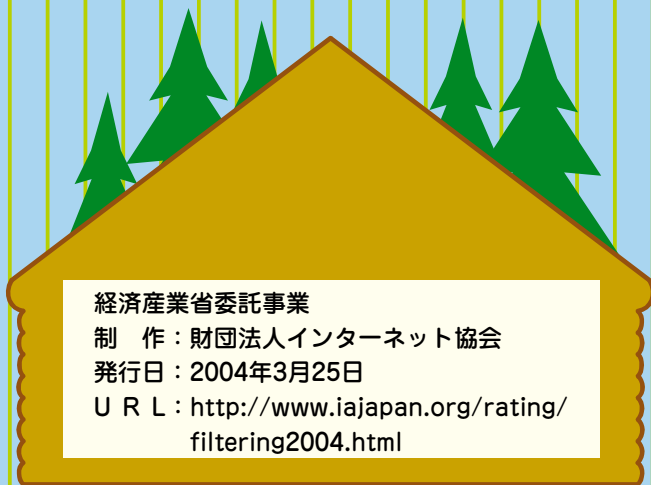 経済産業省委託事業
制　作：財団法人インターネット協会
発行日：2004年3月25日
U R L：http://www.iajapan.org/rating/
filtering2004.html